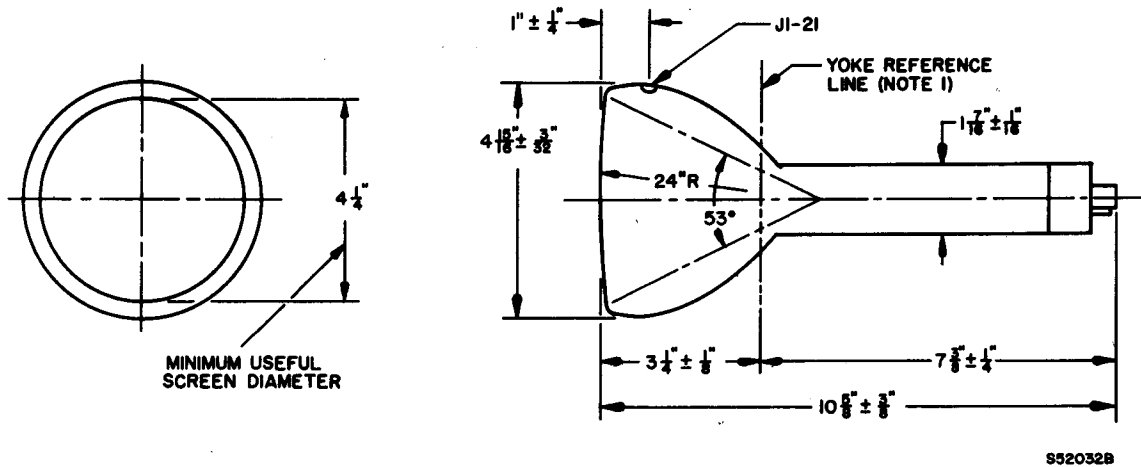 1" ± 1/4"
J1-21
YOKE REFERENCE
LINE (NOTE 1)
1 7/16" ± 1/16"
4 15/16" ± 3/32"
4 1/4"
24"R
53°
MINIMUM USEFUL
SCREEN DIAMETER
3 1/4" ± 1/8"
7 3/8" ± 1/4"
10 5/8" ± 3/8"
S52032B